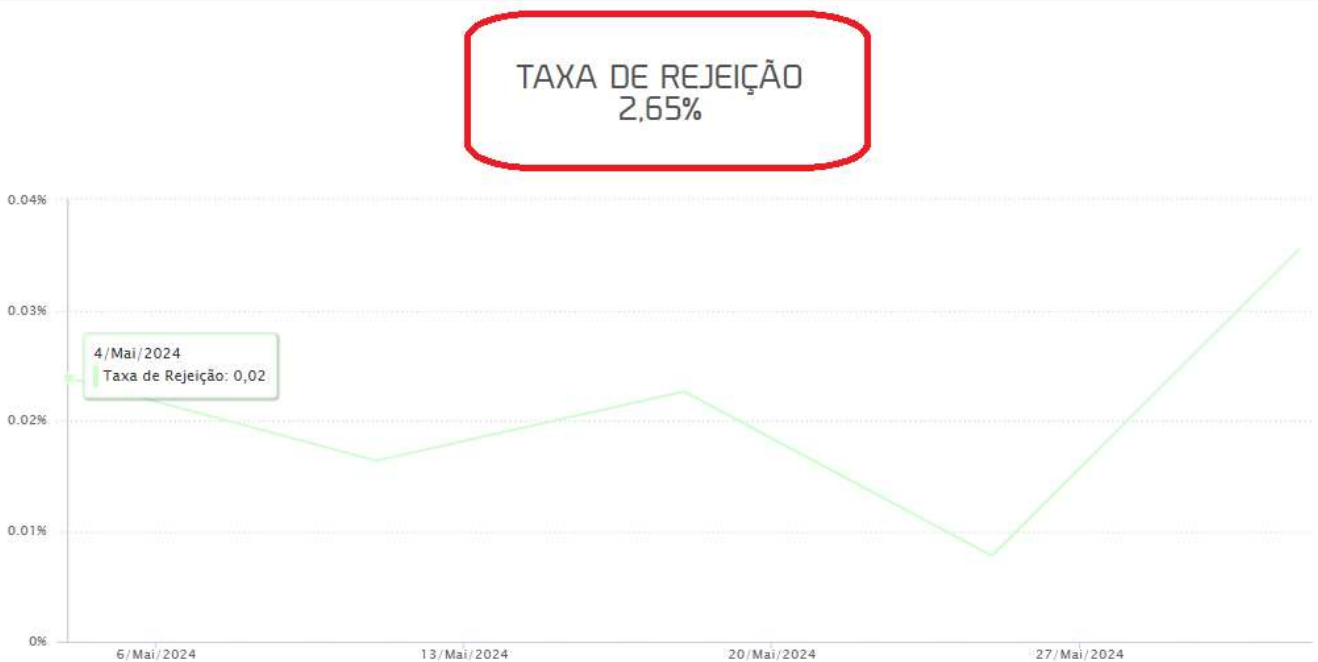 TAXA DE REJEIÇÃO
2,65%
0.04%
0.03%
4/Mai/2024
Taxa de Rejeição: 0,02
0.02%
0.01%
0%
6/Mai/2024
13/Mai/2024
20/Mai/2024
27/Mai/2024